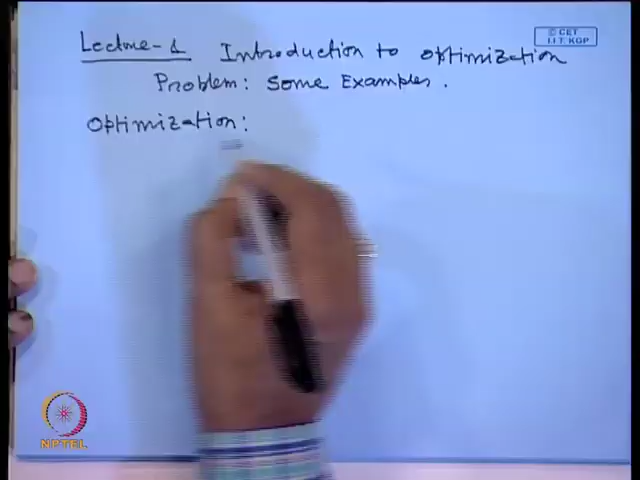 Lecture-1 Introduction to Optimization
Problem: Some Examples.
Optimization:
© CET
I.I.T. KGP
NPTEL